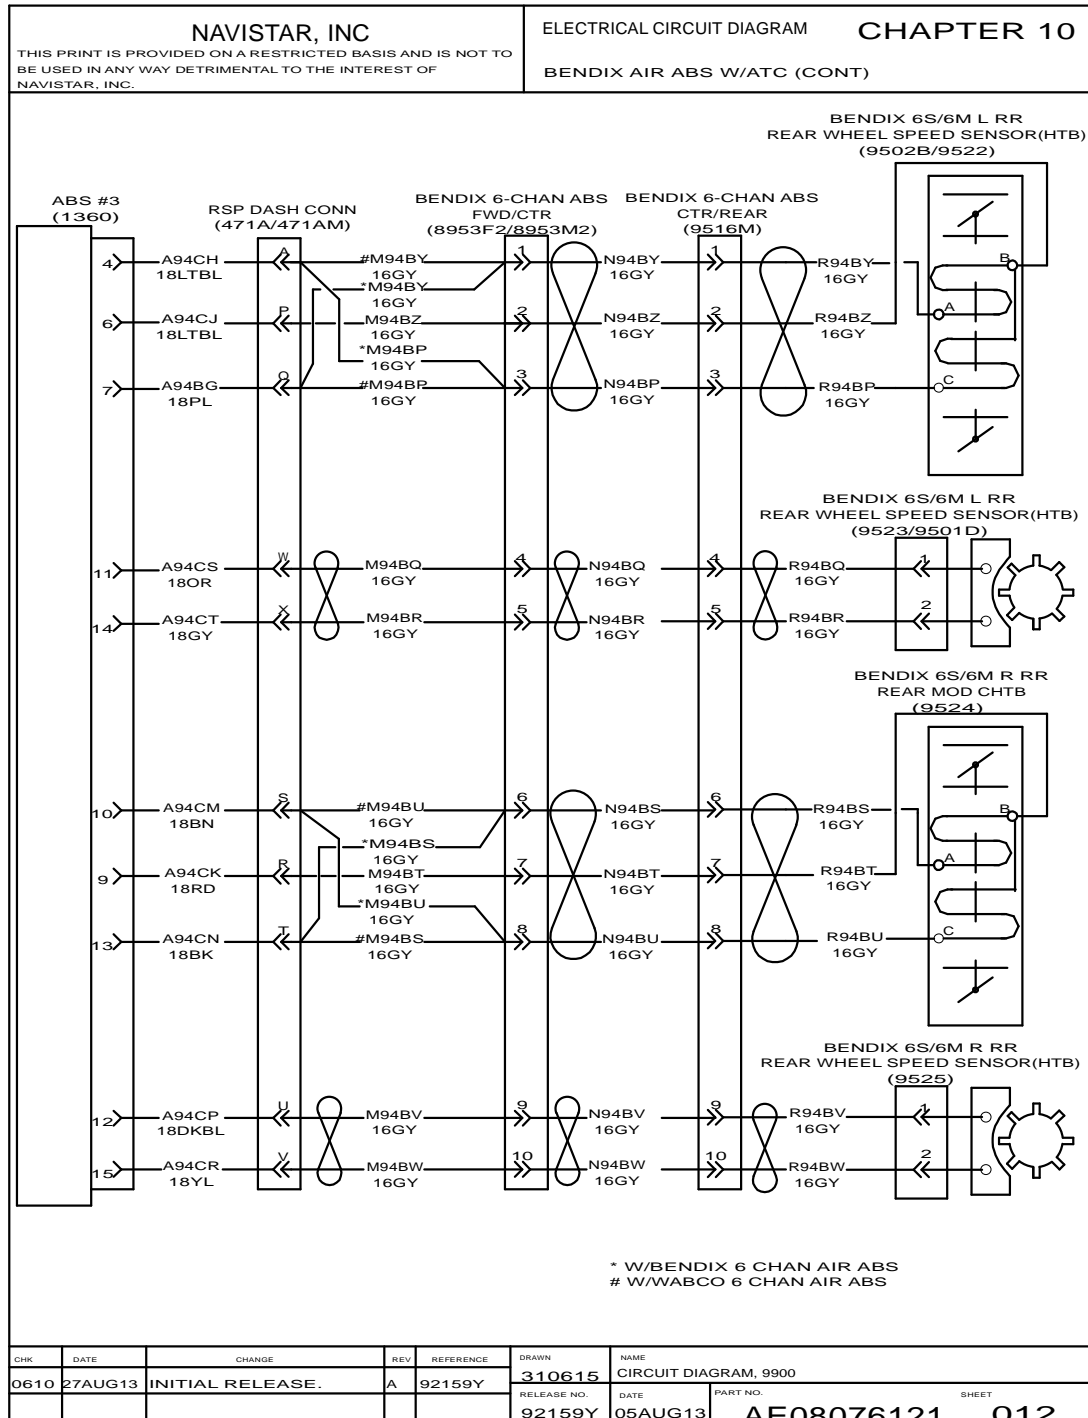 NAVISTAR, INC
THIS PRINT IS PROVIDED ON A RESTRICTED BASIS AND IS NOT TO
BE USED IN ANY WAY DETRIMENTAL TO THE INTEREST OF
NAVISTAR, INC.
ELECTRICAL CIRCUIT DIAGRAM CHAPTER 10
BENDIX AIR ABS W/ATC (CONT)
BENDIX 6S/6M L RR
REAR WHEEL SPEED SENSOR(HTB)
(9502B/9522)
ABS #3
(1360)
RSP DASH CONN
(471A/471AM)
BENDIX 6-CHAN ABS
FWD/CTR
(8953F2/8953M2)
BENDIX 6-CHAN ABS
CTR/REAR
(9516M)
4 A94CH A #M94BY 1 N94BY 1 R94BY B
18LTBL 16GY 16GY 16GY
*M94BY
16GY
A
6 A94CJ P M94BZ 2 N94BZ 2 R94BZ
18LTBL 16GY 16GY 16GY
*M94BP
16GY
7 A94BG Q #M94BP 3 N94BP 3 R94BP C
18PL 16GY 16GY 16GY
BENDIX 6S/6M L RR
REAR WHEEL SPEED SENSOR(HTB)
(9523/9501D)
11 A94CS W M94BQ 4 N94BQ 4 R94BQ 1
18OR 16GY 16GY 16GY
14 A94CT X M94BR 5 N94BR 5 R94BR 2
18GY 16GY 16GY 16GY
BENDIX 6S/6M R RR
REAR MOD CHTB
(9524)
10 A94CM S #M94BU 6 N94BS 6 R94BS B
18BN 16GY 16GY 16GY
*M94BS
16GY
A
9 A94CK R M94BT 7 N94BT 7 R94BT
18RD 16GY 16GY 16GY
*M94BU
16GY
13 A94CN T #M94BS 8 N94BU 8 R94BU C
18BK 16GY 16GY 16GY
BENDIX 6S/6M R RR
REAR WHEEL SPEED SENSOR(HTB)
(9525)
12 A94CP U M94BV 9 N94BV 9 R94BV 1
18DKBL 16GY 16GY 16GY
15 A94CR V M94BW 10 N94BW 10 R94BW 2
18YL 16GY 16GY 16GY
* W/BENDIX 6 CHAN AIR ABS
# W/WABCO 6 CHAN AIR ABS
CHK DATE CHANGE REV REFERENCE DRAWN NAME
0610 27AUG13 INITIAL RELEASE. A 92159Y 310615 CIRCUIT DIAGRAM, 9900
RELEASE NO. DATE PART NO. SHEET
92159Y 05AUG13 AE08076121 012